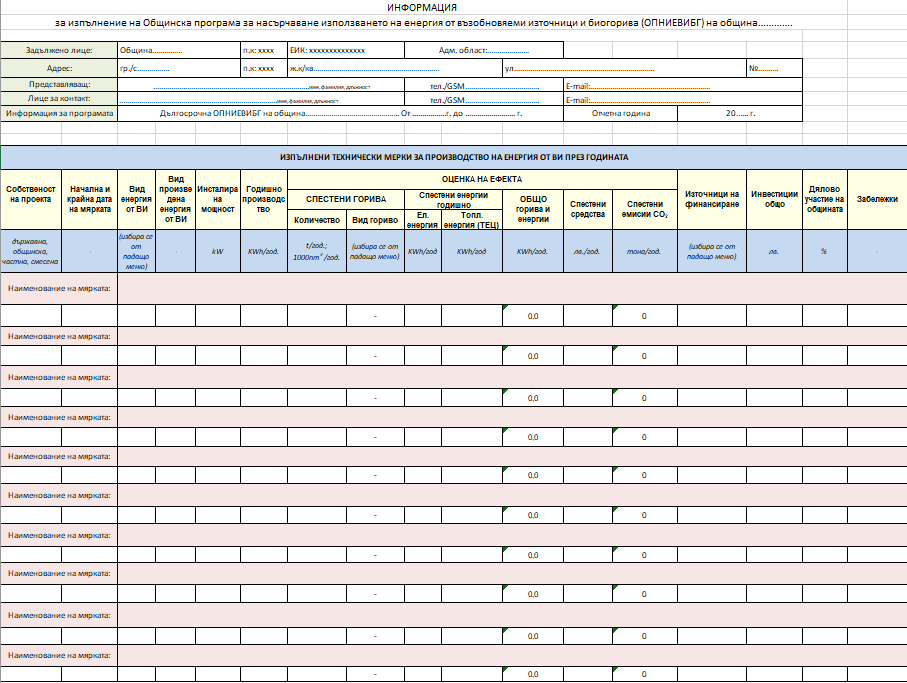 ИНФОРМАЦИЯ
за изпълнение на Общинска програма за насърчаване използването на енергия от възобновяеми източници и биогорива (ОПНИЕВИБГ) на община............
Задължено лице: Община.............. п.к: xxxx ЕИК: xxxxxxxxxxxxx Адм. област:....................
Адрес: гр./с............... п.к: xxxx ж.к/кв............................................................ ул.................................................................. №.........
Представляващ: ......................................................................име, фамилия, длъжност тел./GSM.................................. E-mail:........................................................
Лице за контакт: ......................................................................име, фамилия, длъжност тел./GSM.................................. E-mail:........................................................
Информация за програмата Дългосрочна ОПНИЕВИБГ на община............................................ От ................г. до ........................ г. Отчетна година 20...... г.
ИЗПЪЛНЕНИ ТЕХНИЧЕСКИ МЕРКИ ЗА ПРОИЗВОДСТВО НА ЕНЕРГИЯ ОТ ВИ ПРЕЗ ГОДИНАТА
Собственост на проекта
Начална и крайна дата на мярката
Вид енергия от ВИ
Вид произведена енергия от ВИ
Инсталирана мощност
Годишно производство
ОЦЕНКА НА ЕФЕКТА
СПЕСТЕНИ ГОРИВА
Количество
Вид гориво
Спестени енергии годишно
Ел. енергия
Топл. енергия (ТЕЦ)
ОБЩО горива и енергии
Спестени средства
Спестени емисии CO₂
Източници на финансиране
Инвестиции общо
Дялово участие на общината
Забележки
държавна, общинска, частна, смесена
-
(избира се от падащо меню)
-
kW
KWh/год.
t/год.; 1000nm³ /год.
(избира се от падащо меню)
KWh/год
KWh/год
KWh/год.
лв./год.
тона/год.
(избира се от падащо меню)
лв.
%
-
Наименование на мярката:
- 0,0 0
Наименование на мярката:
- 0,0 0
Наименование на мярката:
- 0,0 0
Наименование на мярката:
- 0,0 0
Наименование на мярката:
- 0,0 0
Наименование на мярката:
- 0,0 0
Наименование на мярката:
- 0,0 0
Наименование на мярката:
- 0,0 0
Наименование на мярката:
- 0,0 0
Наименование на мярката:
- 0,0 0